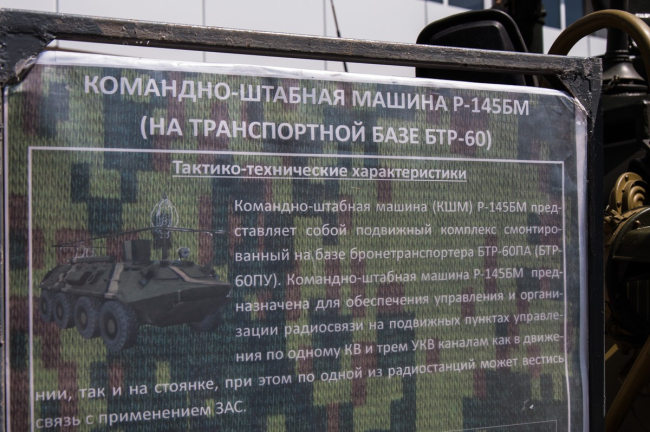 КОМАНДНО-ШТАБНАЯ МАШИНА Р-145БМ
(НА ТРАНСПОРТНОЙ БАЗЕ БТР-60)
Тактико-технические характеристики
Командно-штабная машина (КШМ) Р-145БМ пред-
ставляет собой подвижный комплекс смонтиро-
ванный на базе бронетранспортера БТР-60ПА (БТР-
60ПУ). Командно-штабная машина Р-145БМ пред-
назначена для обеспечения управления и органи-
зации радиосвязи на подвижных пунктах управле-
ния по одному КВ и трем УКВ каналам как в движе-
нии, так и на стоянке, при этом по одной из радиостанций может вестись
связь с применением ЗАС.